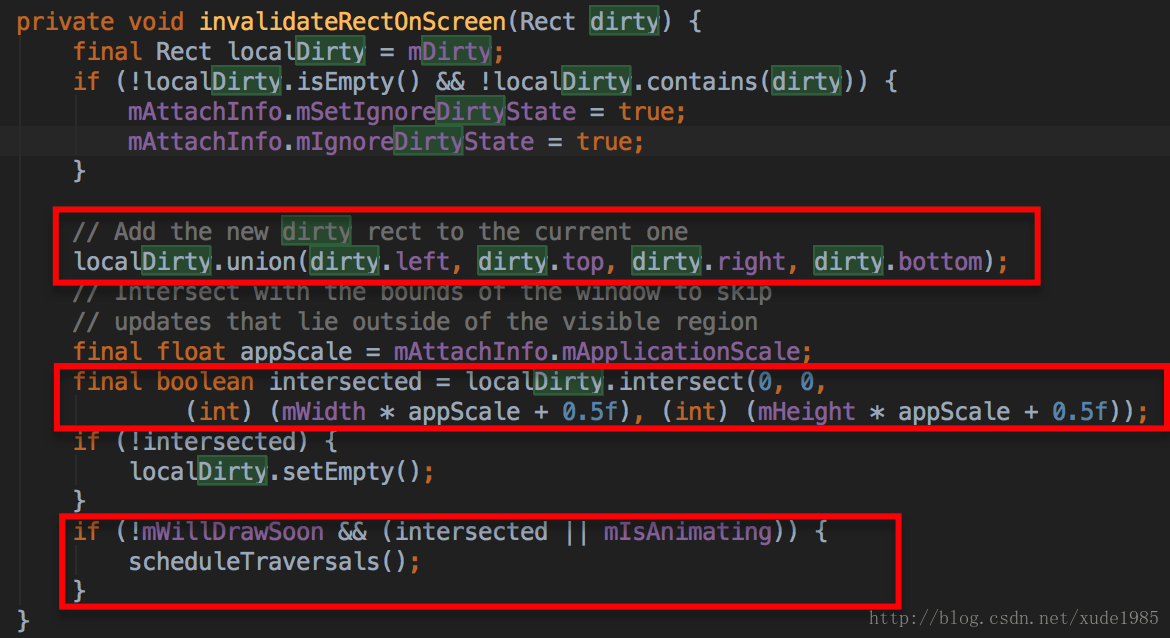 private void invalidateRectOnScreen(Rect dirty) {
    final Rect localDirty = mDirty;
    if (!localDirty.isEmpty() && !localDirty.contains(dirty)) {
        mAttachInfo.mSetIgnoreDirtyState = true;
        mAttachInfo.mIgnoreDirtyState = true;
    }
    // Add the new dirty rect to the current one
    localDirty.union(dirty.left, dirty.top, dirty.right, dirty.bottom);
    // Intersect with the bounds of the window to skip
    // updates that lie outside of the visible region
    final float appScale = mAttachInfo.mApplicationScale;
    final boolean intersected = localDirty.intersect(0, 0,
            (int) (mWidth * appScale + 0.5f), (int) (mHeight * appScale + 0.5f));
    if (!intersected) {
        localDirty.setEmpty();
    }
    if (!mWillDrawSoon && (intersected || mIsAnimating)) {
        scheduleTraversals();
    }
}
http://blog.csdn.net/xude1985